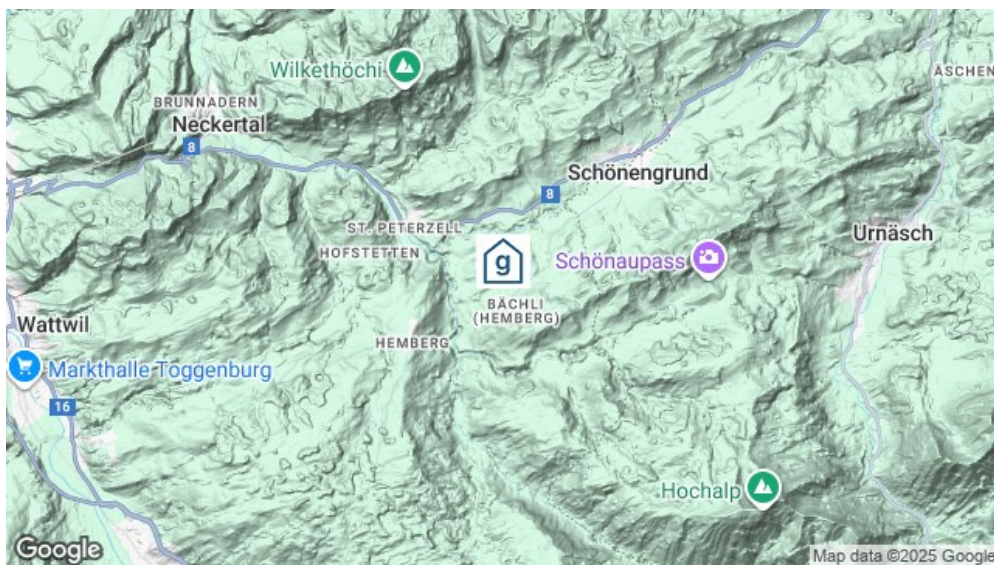 Wilkethöchi
ÄSCHEN
BRUNNADERN
Neckertal
8
Schönengrund
8
ST. PETERZELL
HOFSTETTEN
g
Schönaupass
Urnäsch
BÄCHLI
(HEMBERG)
Wattwil
HEMBERG
Markthalle Toggenburg
16
Hochalp
Google
Map data ©2025 Google